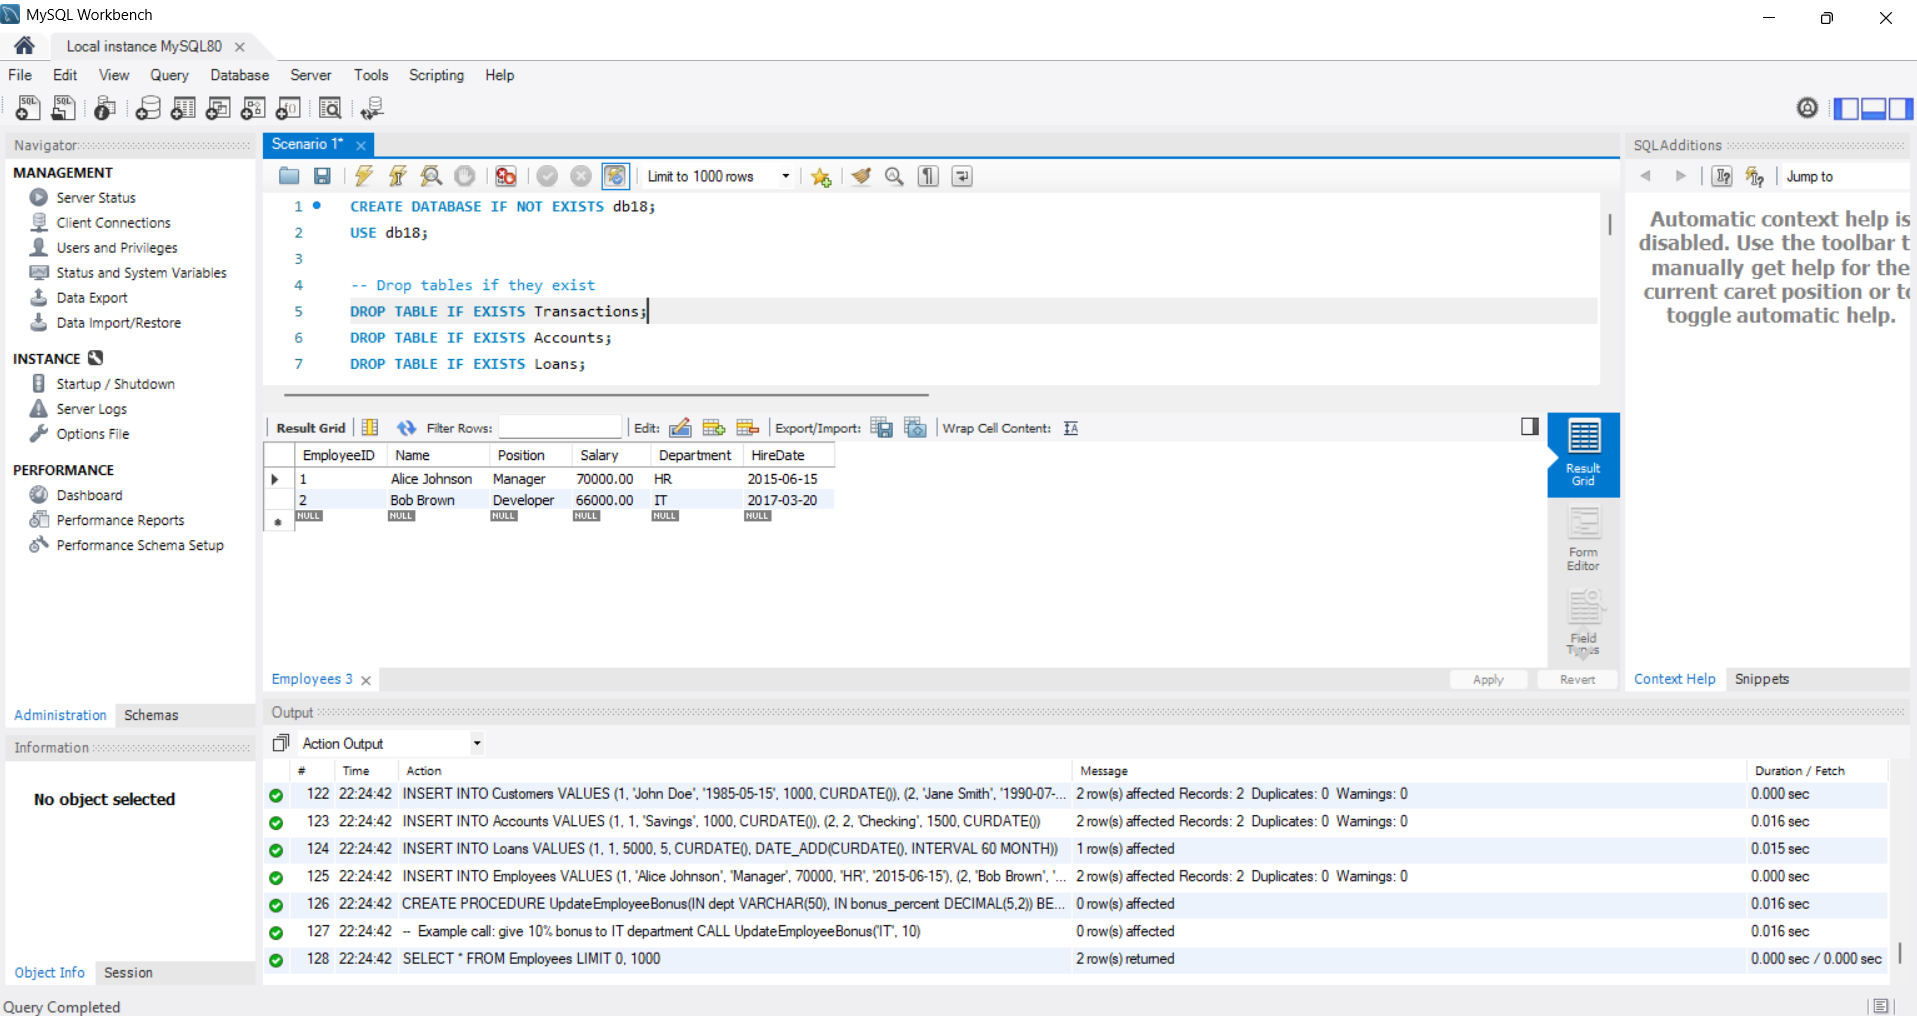 MySQL Workbench
Local instance MySQL80
File Edit View Query Database Server Tools Scripting Help
Navigator
MANAGEMENT
Server Status
Client Connections
Users and Privileges
Status and System Variables
Data Export
Data Import/Restore
INSTANCE
Startup / Shutdown
Server Logs
Options File
PERFORMANCE
Dashboard
Performance Reports
Performance Schema Setup
Administration Schemas
Information
No object selected
Object Info Session
Query Completed
Scenario 1*
Limit to 1000 rows
1 CREATE DATABASE IF NOT EXISTS db18;
2 USE db18;
3
4 -- Drop tables if they exist
5 DROP TABLE IF EXISTS Transactions;
6 DROP TABLE IF EXISTS Accounts;
7 DROP TABLE IF EXISTS Loans;
Result Grid Filter Rows: Edit: Export/Import: Wrap Cell Content:
EmployeeID Name Position Salary Department HireDate
1 Alice Johnson Manager 70000.00 HR 2015-06-15
2 Bob Brown Developer 66000.00 IT 2017-03-20
NULL NULL NULL NULL NULL NULL
Result
Grid
Form
Editor
Field
Types
Employees 3
Apply Revert
SQLAdditions
Jump to
Automatic context help is
disabled. Use the toolbar t
manually get help for the
current caret position or to
toggle automatic help.
Context Help Snippets
Output
Action Output
# Time Action Message Duration / Fetch
122 22:24:42 INSERT INTO Customers VALUES (1, 'John Doe', '1985-05-15', 1000, CURDATE()), (2, 'Jane Smith', '1990-07-... 2 row(s) affected Records: 2 Duplicates: 0 Warnings: 0 0.000 sec
123 22:24:42 INSERT INTO Accounts VALUES (1, 1, 'Savings', 1000, CURDATE()), (2, 2, 'Checking', 1500, CURDATE()) 2 row(s) affected Records: 2 Duplicates: 0 Warnings: 0 0.016 sec
124 22:24:42 INSERT INTO Loans VALUES (1, 1, 5000, 5, CURDATE(), DATE_ADD(CURDATE(), INTERVAL 60 MONTH)) 1 row(s) affected 0.015 sec
125 22:24:42 INSERT INTO Employees VALUES (1, 'Alice Johnson', 'Manager', 70000, 'HR', '2015-06-15'), (2, 'Bob Brown', '... 2 row(s) affected Records: 2 Duplicates: 0 Warnings: 0 0.000 sec
126 22:24:42 CREATE PROCEDURE UpdateEmployeeBonus(IN dept VARCHAR(50), IN bonus_percent DECIMAL(5,2)) BE... 0 row(s) affected 0.016 sec
127 22:24:42 -- Example call: give 10% bonus to IT department CALL UpdateEmployeeBonus('IT', 10) 0 row(s) affected 0.016 sec
128 22:24:42 SELECT * FROM Employees LIMIT 0, 1000 2 row(s) returned 0.000 sec / 0.000 sec